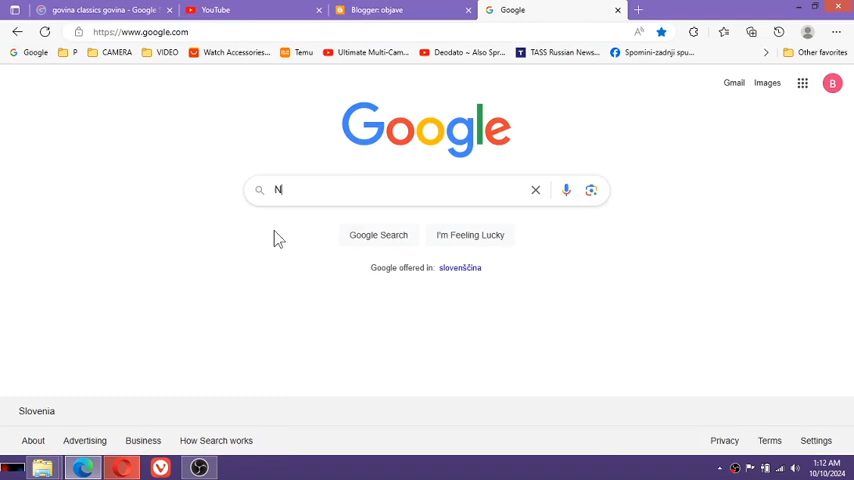 govina classics govina - Google
YouTube
Blogger: objave
Google
https://www.google.com
Google
P
CAMERA
VIDEO
Watch Accessories...
Temu
Ultimate Multi-Cam...
Deodato ~ Also Spr...
TASS Russian News...
Spomini-zadnji spu...
Other favorites
Gmail
Images
B
Google
N
Google Search
I'm Feeling Lucky
Google offered in: slovenščina
Slovenia
About
Advertising
Business
How Search works
Privacy
Terms
Settings
1:12 AM
10/10/2024